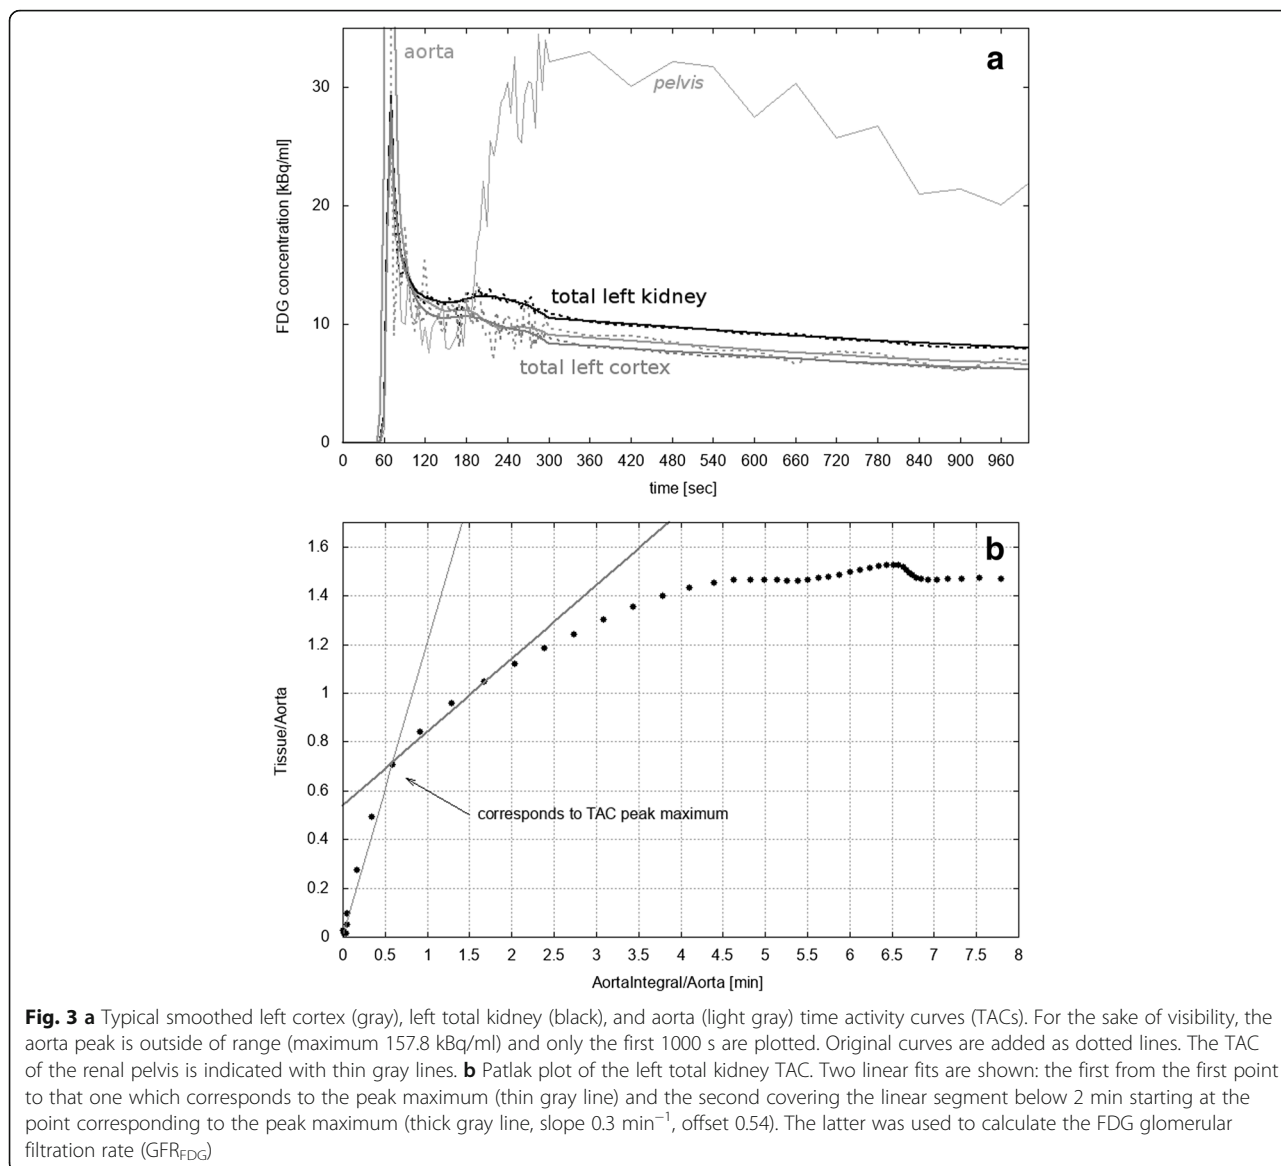 a
aorta
pelvis
total left kidney
total left cortex
FDG concentration [kBq/ml]
30
20
10
0
0 60 120 180 240 300 360 420 480 540 600 660 720 780 840 900 960
time [sec]
b
Tissue/Aorta
1.6
1.4
1.2
1
0.8
0.6
0.4
0.2
0
corresponds to TAC peak maximum
0 0.5 1 1.5 2 2.5 3 3.5 4 4.5 5 5.5 6 6.5 7 7.5 8
AortaIntegral/Aorta [min]
Fig. 3 a Typical smoothed left cortex (gray), left total kidney (black), and aorta (light gray) time activity curves (TACs). For the sake of visibility, the
aorta peak is outside of range (maximum 157.8 kBq/ml) and only the first 1000 s are plotted. Original curves are added as dotted lines. The TAC
of the renal pelvis is indicated with thin gray lines. b Patlak plot of the left total kidney TAC. Two linear fits are shown: the first from the first point
to that one which corresponds to the peak maximum (thin gray line) and the second covering the linear segment below 2 min starting at the
point corresponding to the peak maximum (thick gray line, slope 0.3 min⁻¹, offset 0.54). The latter was used to calculate the FDG glomerular
filtration rate (GFR_FDG)